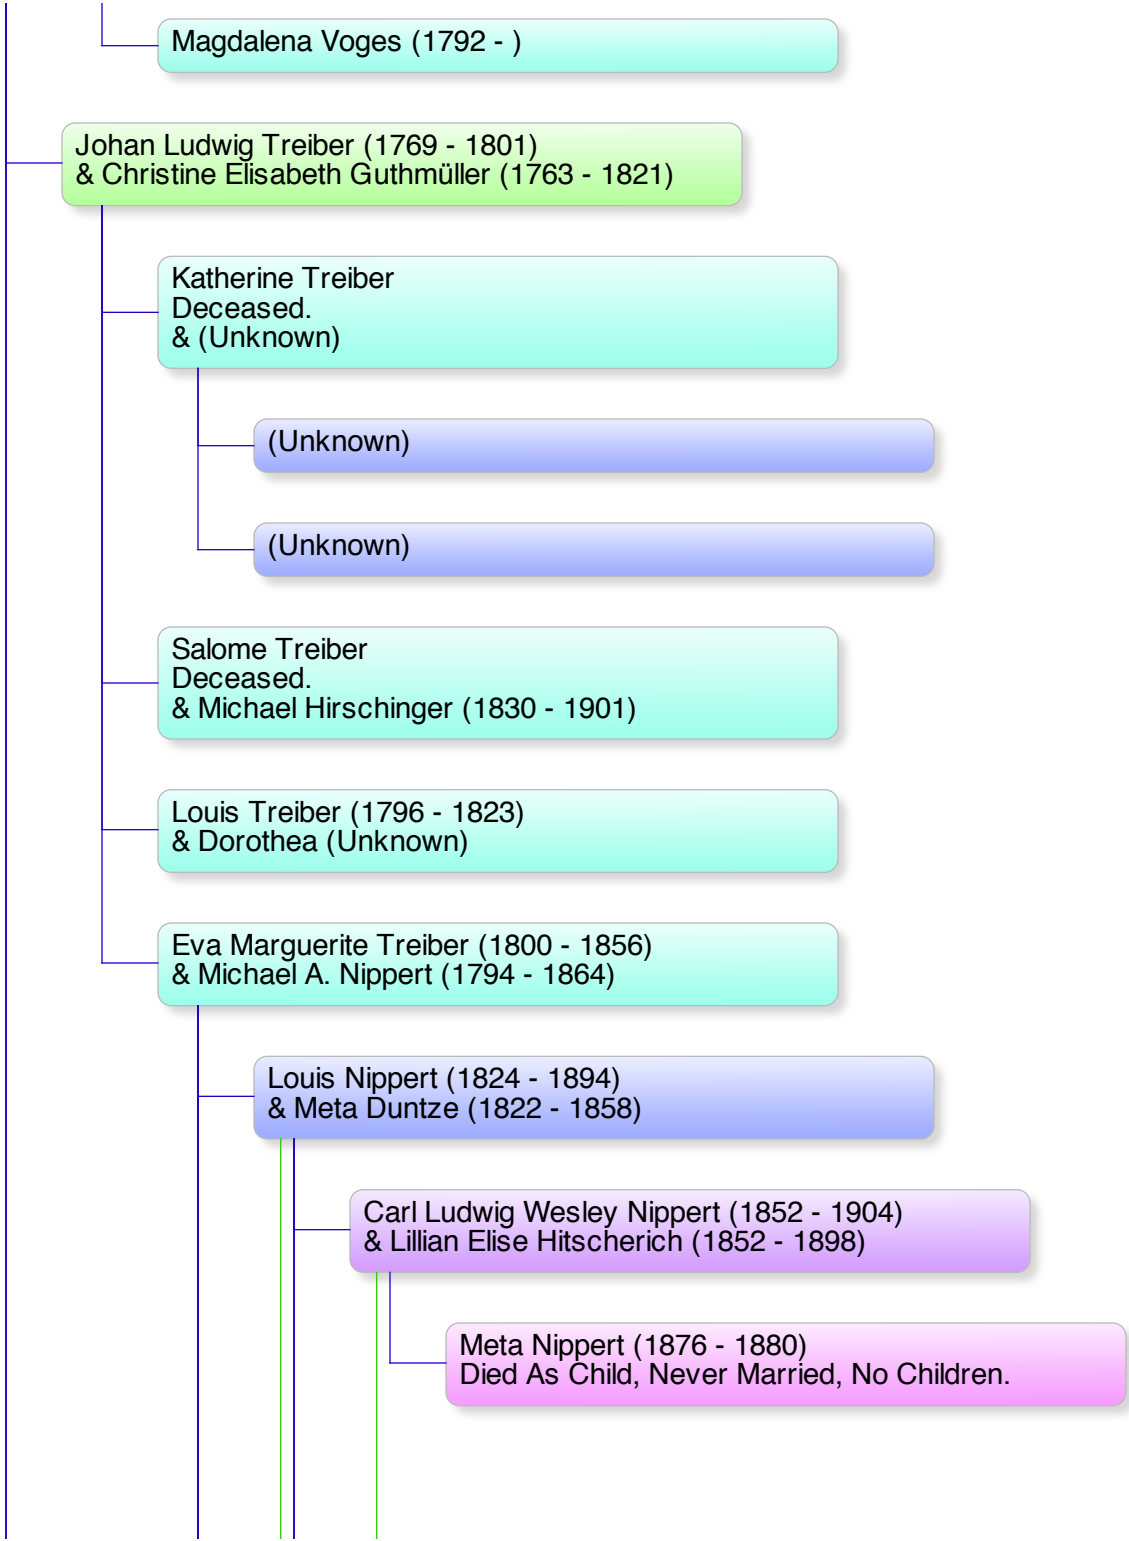 Magdalena Voges (1792 - )
Johan Ludwig Treiber (1769 - 1801)
& Christine Elisabeth Guthmüller (1763 - 1821)
Katherine Treiber
Deceased.
& (Unknown)
(Unknown)
(Unknown)
Salome Treiber
Deceased.
& Michael Hirschinger (1830 - 1901)
Louis Treiber (1796 - 1823)
& Dorothea (Unknown)
Eva Marguerite Treiber (1800 - 1856)
& Michael A. Nippert (1794 - 1864)
Louis Nippert (1824 - 1894)
& Meta Duntze (1822 - 1858)
Carl Ludwig Wesley Nippert (1852 - 1904)
& Lillian Elise Hitscherich (1852 - 1898)
Meta Nippert (1876 - 1880)
Died As Child, Never Married, No Children.